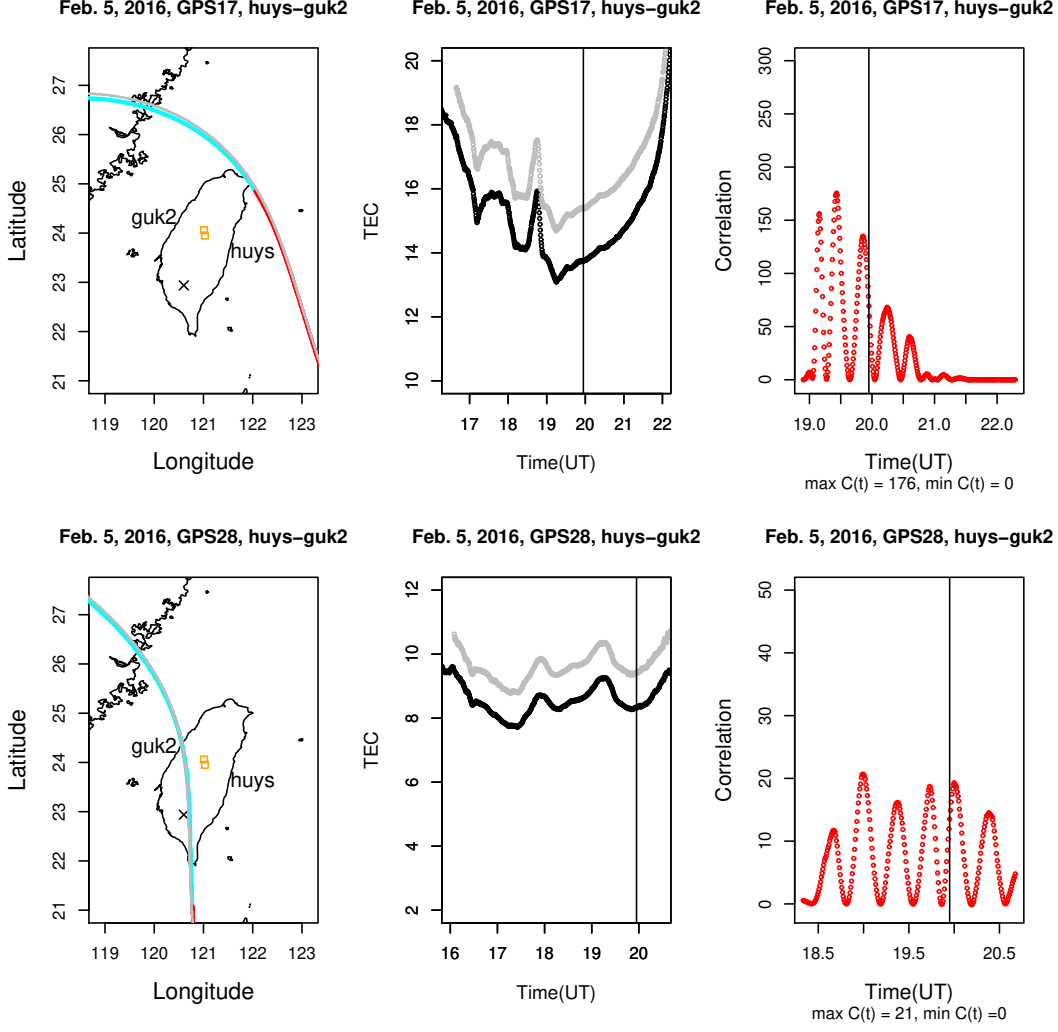 Feb. 5, 2016, GPS17, huys−guk2
27
26
25
24
23
22
21
Latitude
guk2
huys
119 120 121 122 123
Longitude
Feb. 5, 2016, GPS17, huys−guk2
20
18
16
14
12
10
TEC
17 18 19 20 21 22
Time(UT)
Feb. 5, 2016, GPS17, huys−guk2
300
250
200
150
100
50
0
Correlation
19.0 20.0 21.0 22.0
Time(UT)
max C(t) = 176, min C(t) = 0
Feb. 5, 2016, GPS28, huys−guk2
27
26
25
24
23
22
21
Latitude
guk2
huys
119 120 121 122 123
Longitude
Feb. 5, 2016, GPS28, huys−guk2
12
10
8
6
4
2
TEC
16 17 18 19 20
Time(UT)
Feb. 5, 2016, GPS28, huys−guk2
50
40
30
20
10
0
Correlation
18.5 19.5 20.5
Time(UT)
max C(t) = 21, min C(t) =0